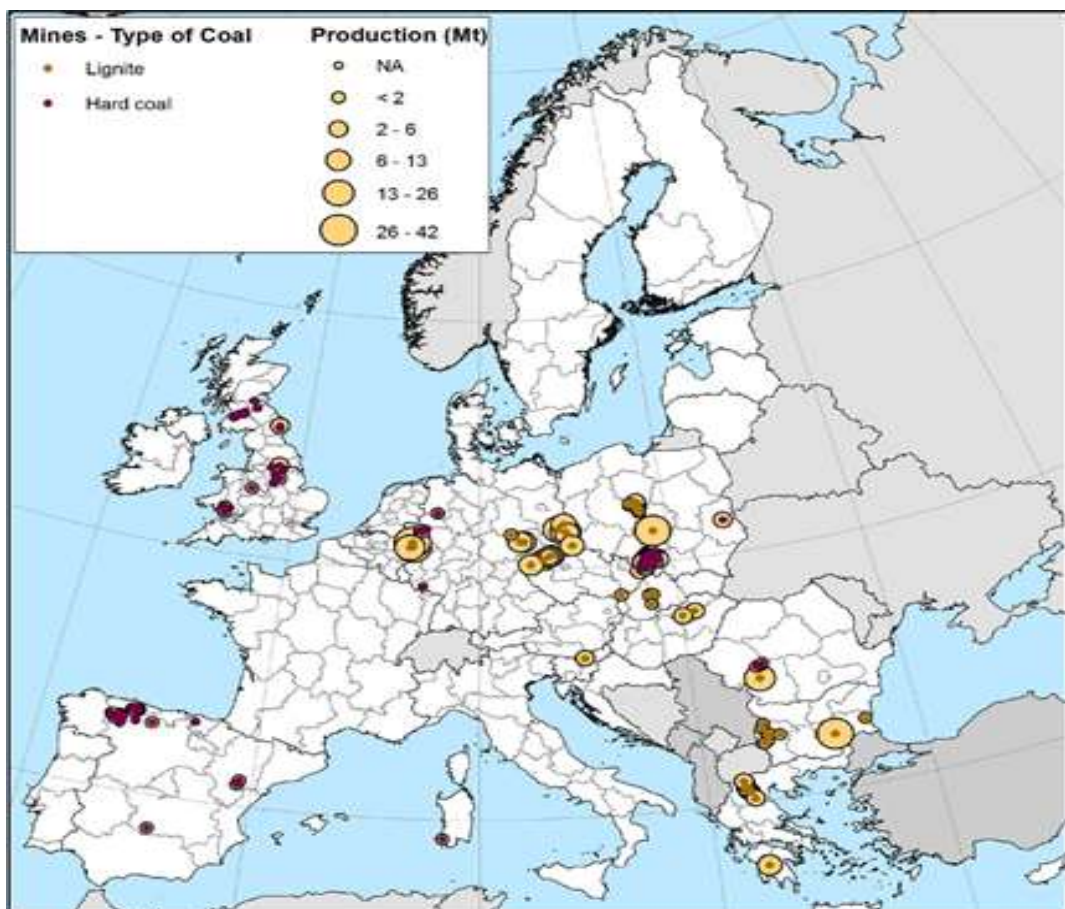 Mines - Type of Coal
Lignite
Hard coal
Production (Mt)
NA
< 2
2 - 6
6 - 13
13 - 26
26 - 42